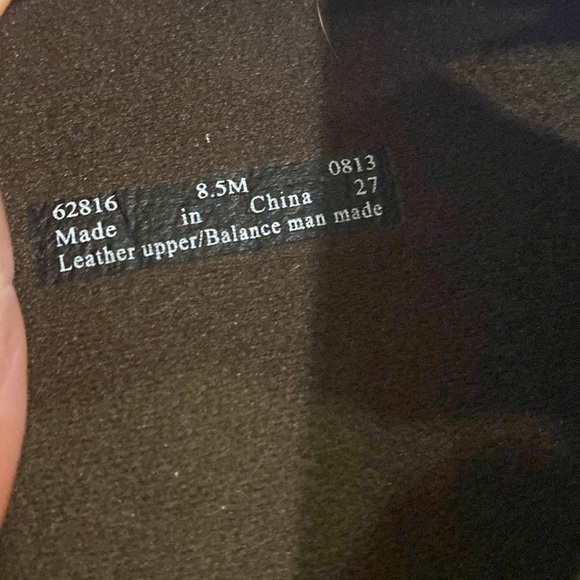 62816 8.5M 0813
Made in China 27
Leather upper/Balance man made